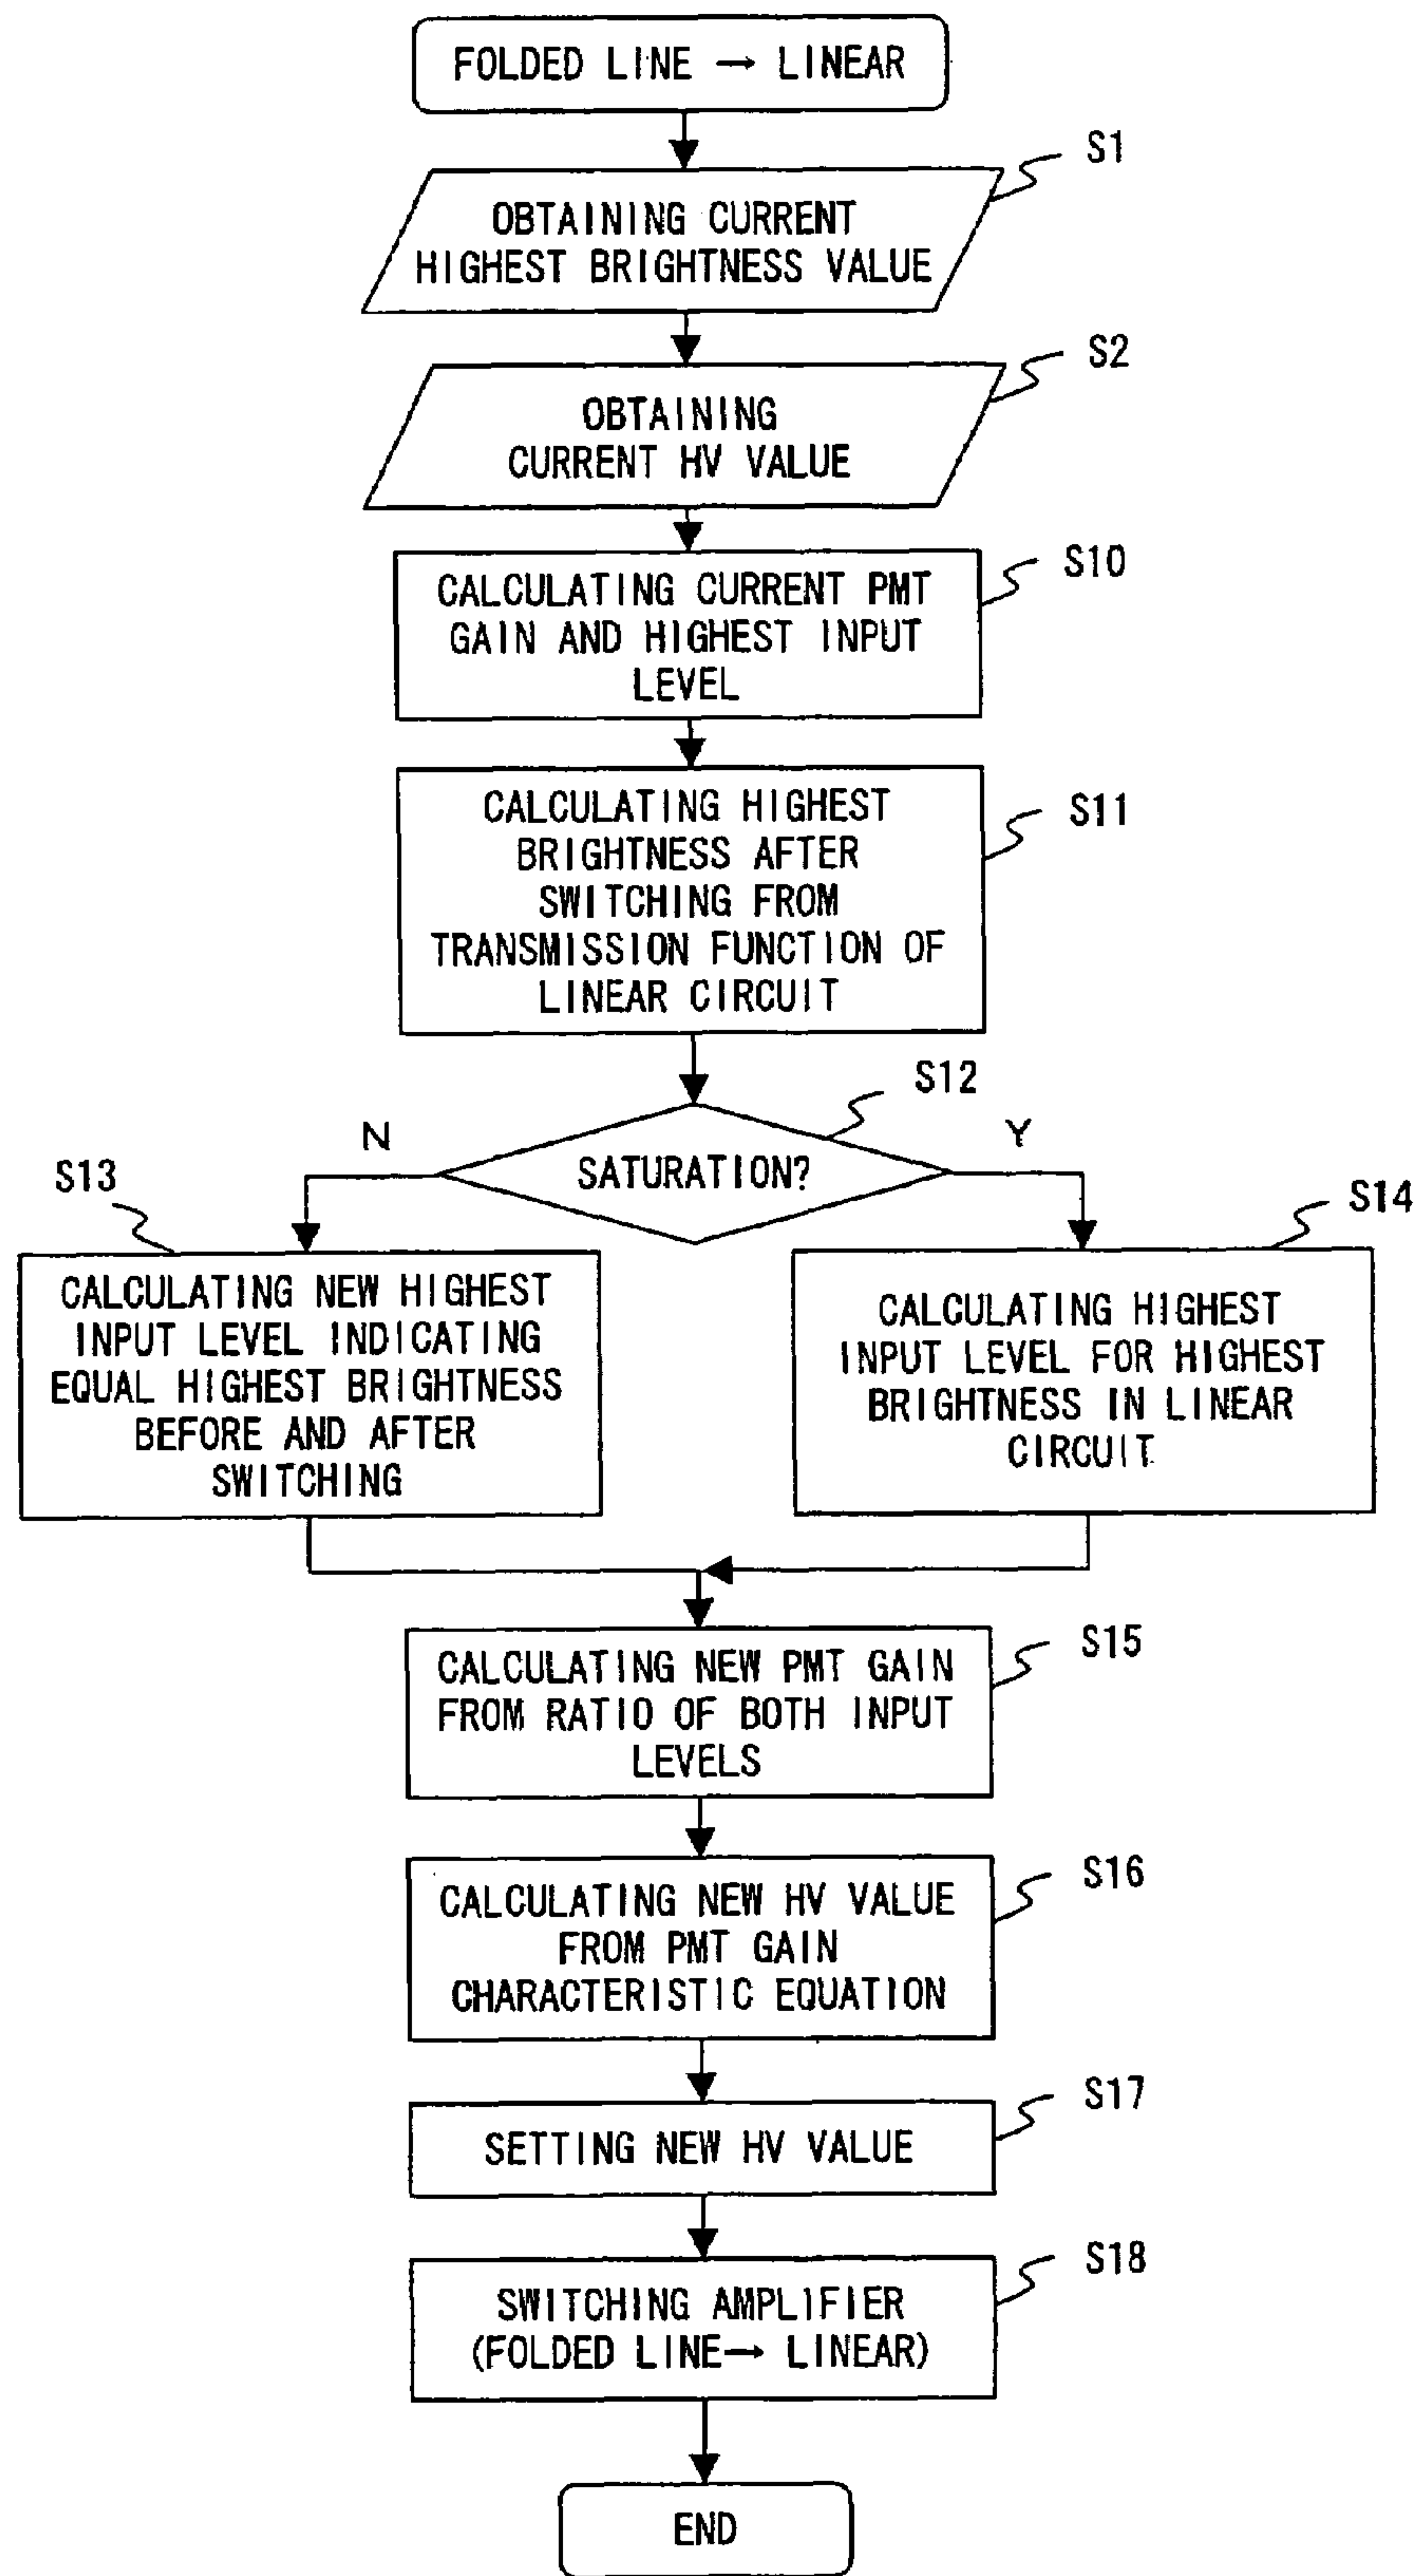 FOLDED LINE → LINEAR
S1
OBTAINING CURRENT
HIGHEST BRIGHTNESS VALUE
S2
OBTAINING
CURRENT HV VALUE
S10
CALCULATING CURRENT PMT
GAIN AND HIGHEST INPUT
LEVEL
S11
CALCULATING HIGHEST
BRIGHTNESS AFTER
SWITCHING FROM
TRANSMISSION FUNCTION OF
LINEAR CIRCUIT
S12
SATURATION?
N
Y
S13
CALCULATING NEW HIGHEST
INPUT LEVEL INDICATING
EQUAL HIGHEST BRIGHTNESS
BEFORE AND AFTER
SWITCHING
S14
CALCULATING HIGHEST
INPUT LEVEL FOR HIGHEST
BRIGHTNESS IN LINEAR
CIRCUIT
S15
CALCULATING NEW PMT GAIN
FROM RATIO OF BOTH INPUT
LEVELS
S16
CALCULATING NEW HV VALUE
FROM PMT GAIN
CHARACTERISTIC EQUATION
S17
SETTING NEW HV VALUE
S18
SWITCHING AMPLIFIER
(FOLDED LINE→ LINEAR)
END